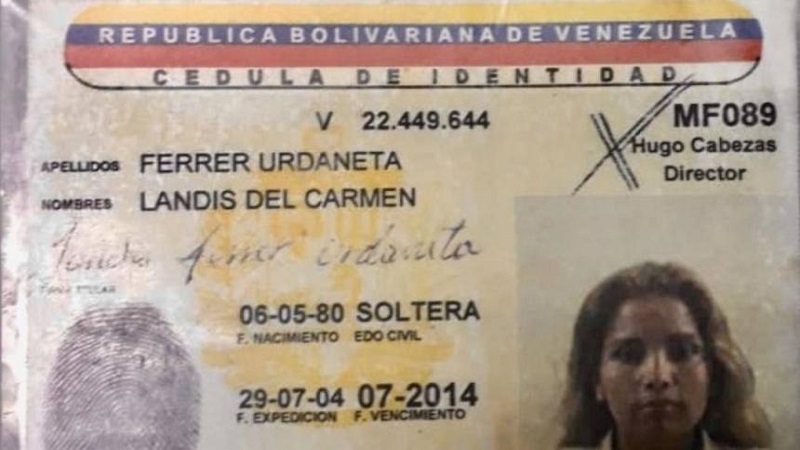 REPUBLICA BOLIVARIANA DE VENEZUELA
CEDULA DE IDENTIDAD
V 22.449.644
MF089
Hugo Cabezas
Director
APELLIDOS FERRER URDANETA
NOMBRES LANDIS DEL CARMEN
ferrer urdaneta
FIRMA TITULAR
06-05-80 SOLTERA
F. NACIMIENTO EDO CIVIL
29-07-04 07-2014
F. EXPEDICION F. VENCIMIENTO